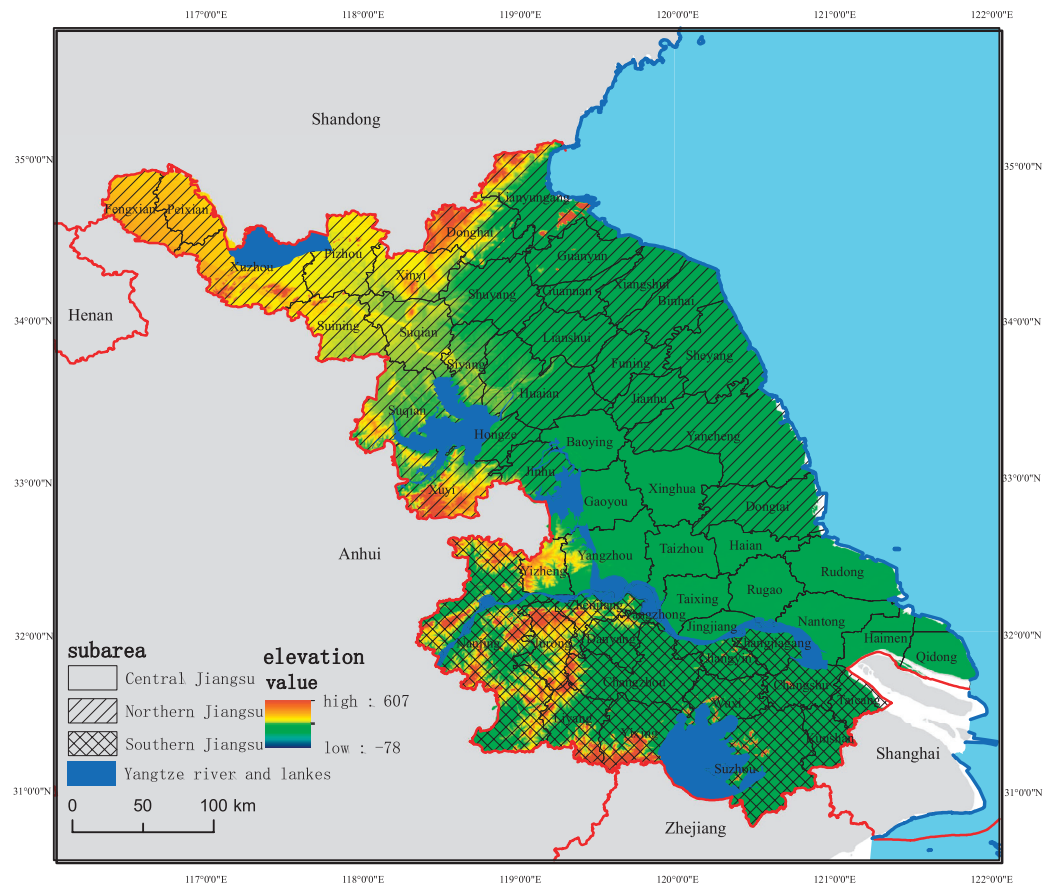 117°0'0"E 118°0'0"E 119°0'0"E 120°0'0"E 121°0'0"E 122°0'0"E
Shandong
35°0'0"N 35°0'0"N
Lianyungang
Fengxian Peixian
Donghai
Pizhou Guanyun
Xuzhou Xinyi
Xiangshui
Shuyang Guannan Binhai
Henan 34°0'0"N 34°0'0"N
Suining Suqian Lianshui
Sheyang
Siyang Funing
Huaian Jianhu
Suqian
Hongze Baoying Yancheng
Jinhu
33°0'0"N 33°0'0"N
Xuyi Xinghua
Gaoyou Dongtai
Anhui Yangzhou Taizhou Haian
Yizheng Rudong
Taixing Rugao
Zhenjiang
Yangzhong Nantong
Jingjiang
32°0'0"N 32°0'0"N
Nanjing Jurong Danyang Zhangjiagang Haimen
Qidong
Changzhou Changshu
Taicang
Liyang Wuxi
Yixing Kunshan
Shanghai
Suzhou
31°0'0"N 31°0'0"N
Zhejiang
subarea
Central Jiangsu
Northern Jiangsu
Southern Jiangsu
Yangtze river and lankes
elevation
value
high : 607
low : -78
0 50 100 km
117°0'0"E 118°0'0"E 119°0'0"E 120°0'0"E 121°0'0"E 122°0'0"E